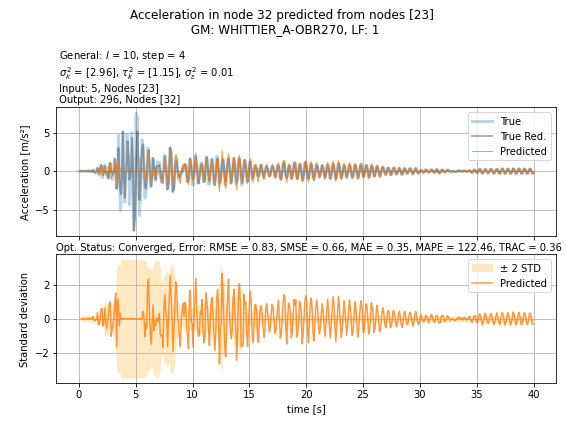 Acceleration in node 32 predicted from nodes [23]
GM: WHITTIER_A-OBR270, LF: 1
General: l = 10, step = 4
σ²ₖ = [2.96], τ²ₖ = [1.15], σ²ε = 0.01
Input: 5, Nodes [23]
Output: 296, Nodes [32]
Acceleration [m/s²]
5
0
−5
True
True Red.
Predicted
Opt. Status: Converged, Error: RMSE = 0.83, SMSE = 0.66, MAE = 0.35, MAPE = 122.46, TRAC = 0.36
Standard deviation
2
0
−2
± 2 STD
Predicted
0 5 10 15 20 25 30 35 40
time [s]